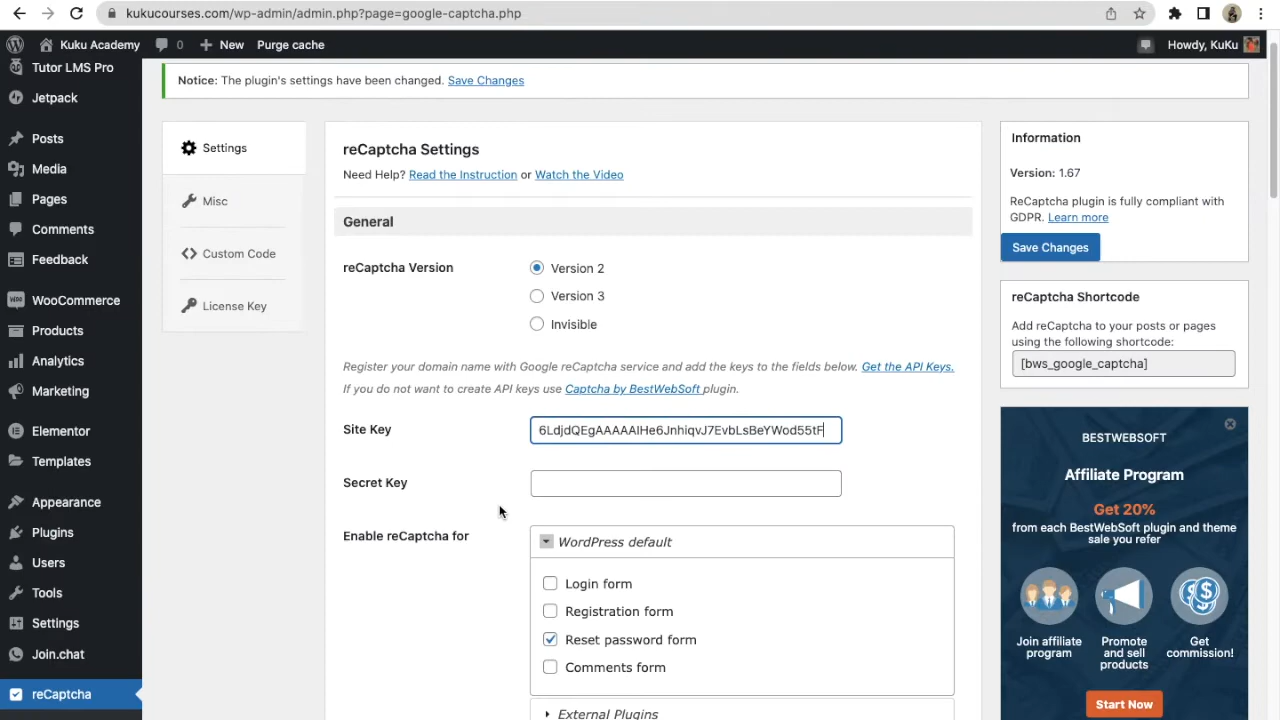 kukucourses.com/wp-admin/admin.php?page=google-captcha.php
Kuku Academy
0
New
Purge cache
Howdy, KuKu
Tutor LMS Pro
Jetpack
Posts
Media
Pages
Comments
Feedback
WooCommerce
Products
Analytics
Marketing
Elementor
Templates
Appearance
Plugins
Users
Tools
Settings
Join.chat
reCaptcha
Notice: The plugin's settings have been changed. Save Changes
Settings
Misc
Custom Code
License Key
reCaptcha Settings
Need Help? Read the Instruction or Watch the Video
General
reCaptcha Version
Version 2
Version 3
Invisible
Register your domain name with Google reCaptcha service and add the keys to the fields below. Get the API Keys.
If you do not want to create API keys use Captcha by BestWebSoft plugin.
Site Key
6LdjdQEgAAAAAIHe6JnhiqvJ7EvbLsBeYWod55tF
Secret Key
Enable reCaptcha for
WordPress default
Login form
Registration form
Reset password form
Comments form
External Plugins
Information
Version: 1.67
ReCaptcha plugin is fully compliant with
GDPR. Learn more
Save Changes
reCaptcha Shortcode
Add reCaptcha to your posts or pages
using the following shortcode:
[bws_google_captcha]
BESTWEBSOFT
Affiliate Program
Get 20%
from each BestWebSoft plugin and theme
sale you refer
Join affiliate
program
Promote
and sell
products
Get
commission!
Start Now